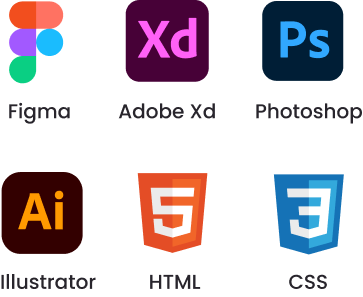 Xd
Ps
Figma
Adobe Xd
Photoshop
Ai
5
3
Illustrator
HTML
CSS